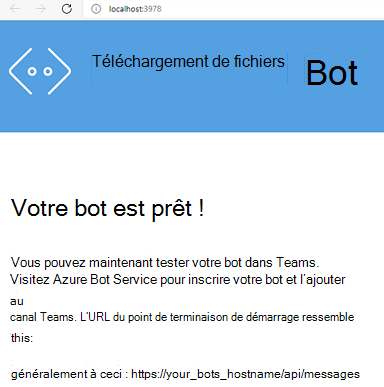 localhost:3978
Téléchargement de fichiers Bot
Votre bot est prêt !
Vous pouvez maintenant tester votre bot dans Teams.
Visitez Azure Bot Service pour inscrire votre bot et l'ajouter
au
canal Teams. L'URL du point de terminaison de démarrage ressemble
this:
généralement à ceci : https://your_bots_hostname/api/messages